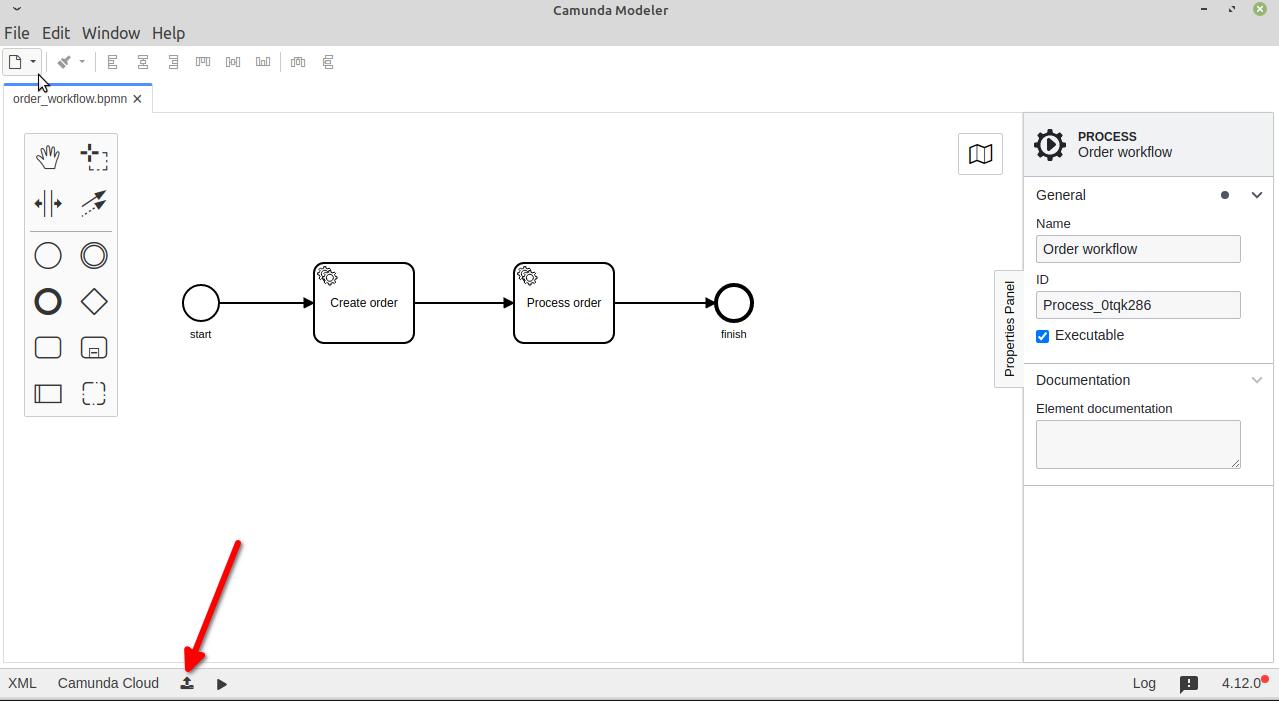 Camunda Modeler
File Edit Window Help
order_workflow.bpmn
start
Create order
Process order
finish
Properties Panel
PROCESS
Order workflow
General
Name
Order workflow
ID
Process_0tqk286
Executable
Documentation
Element documentation
XML Camunda Cloud Log 4.12.0